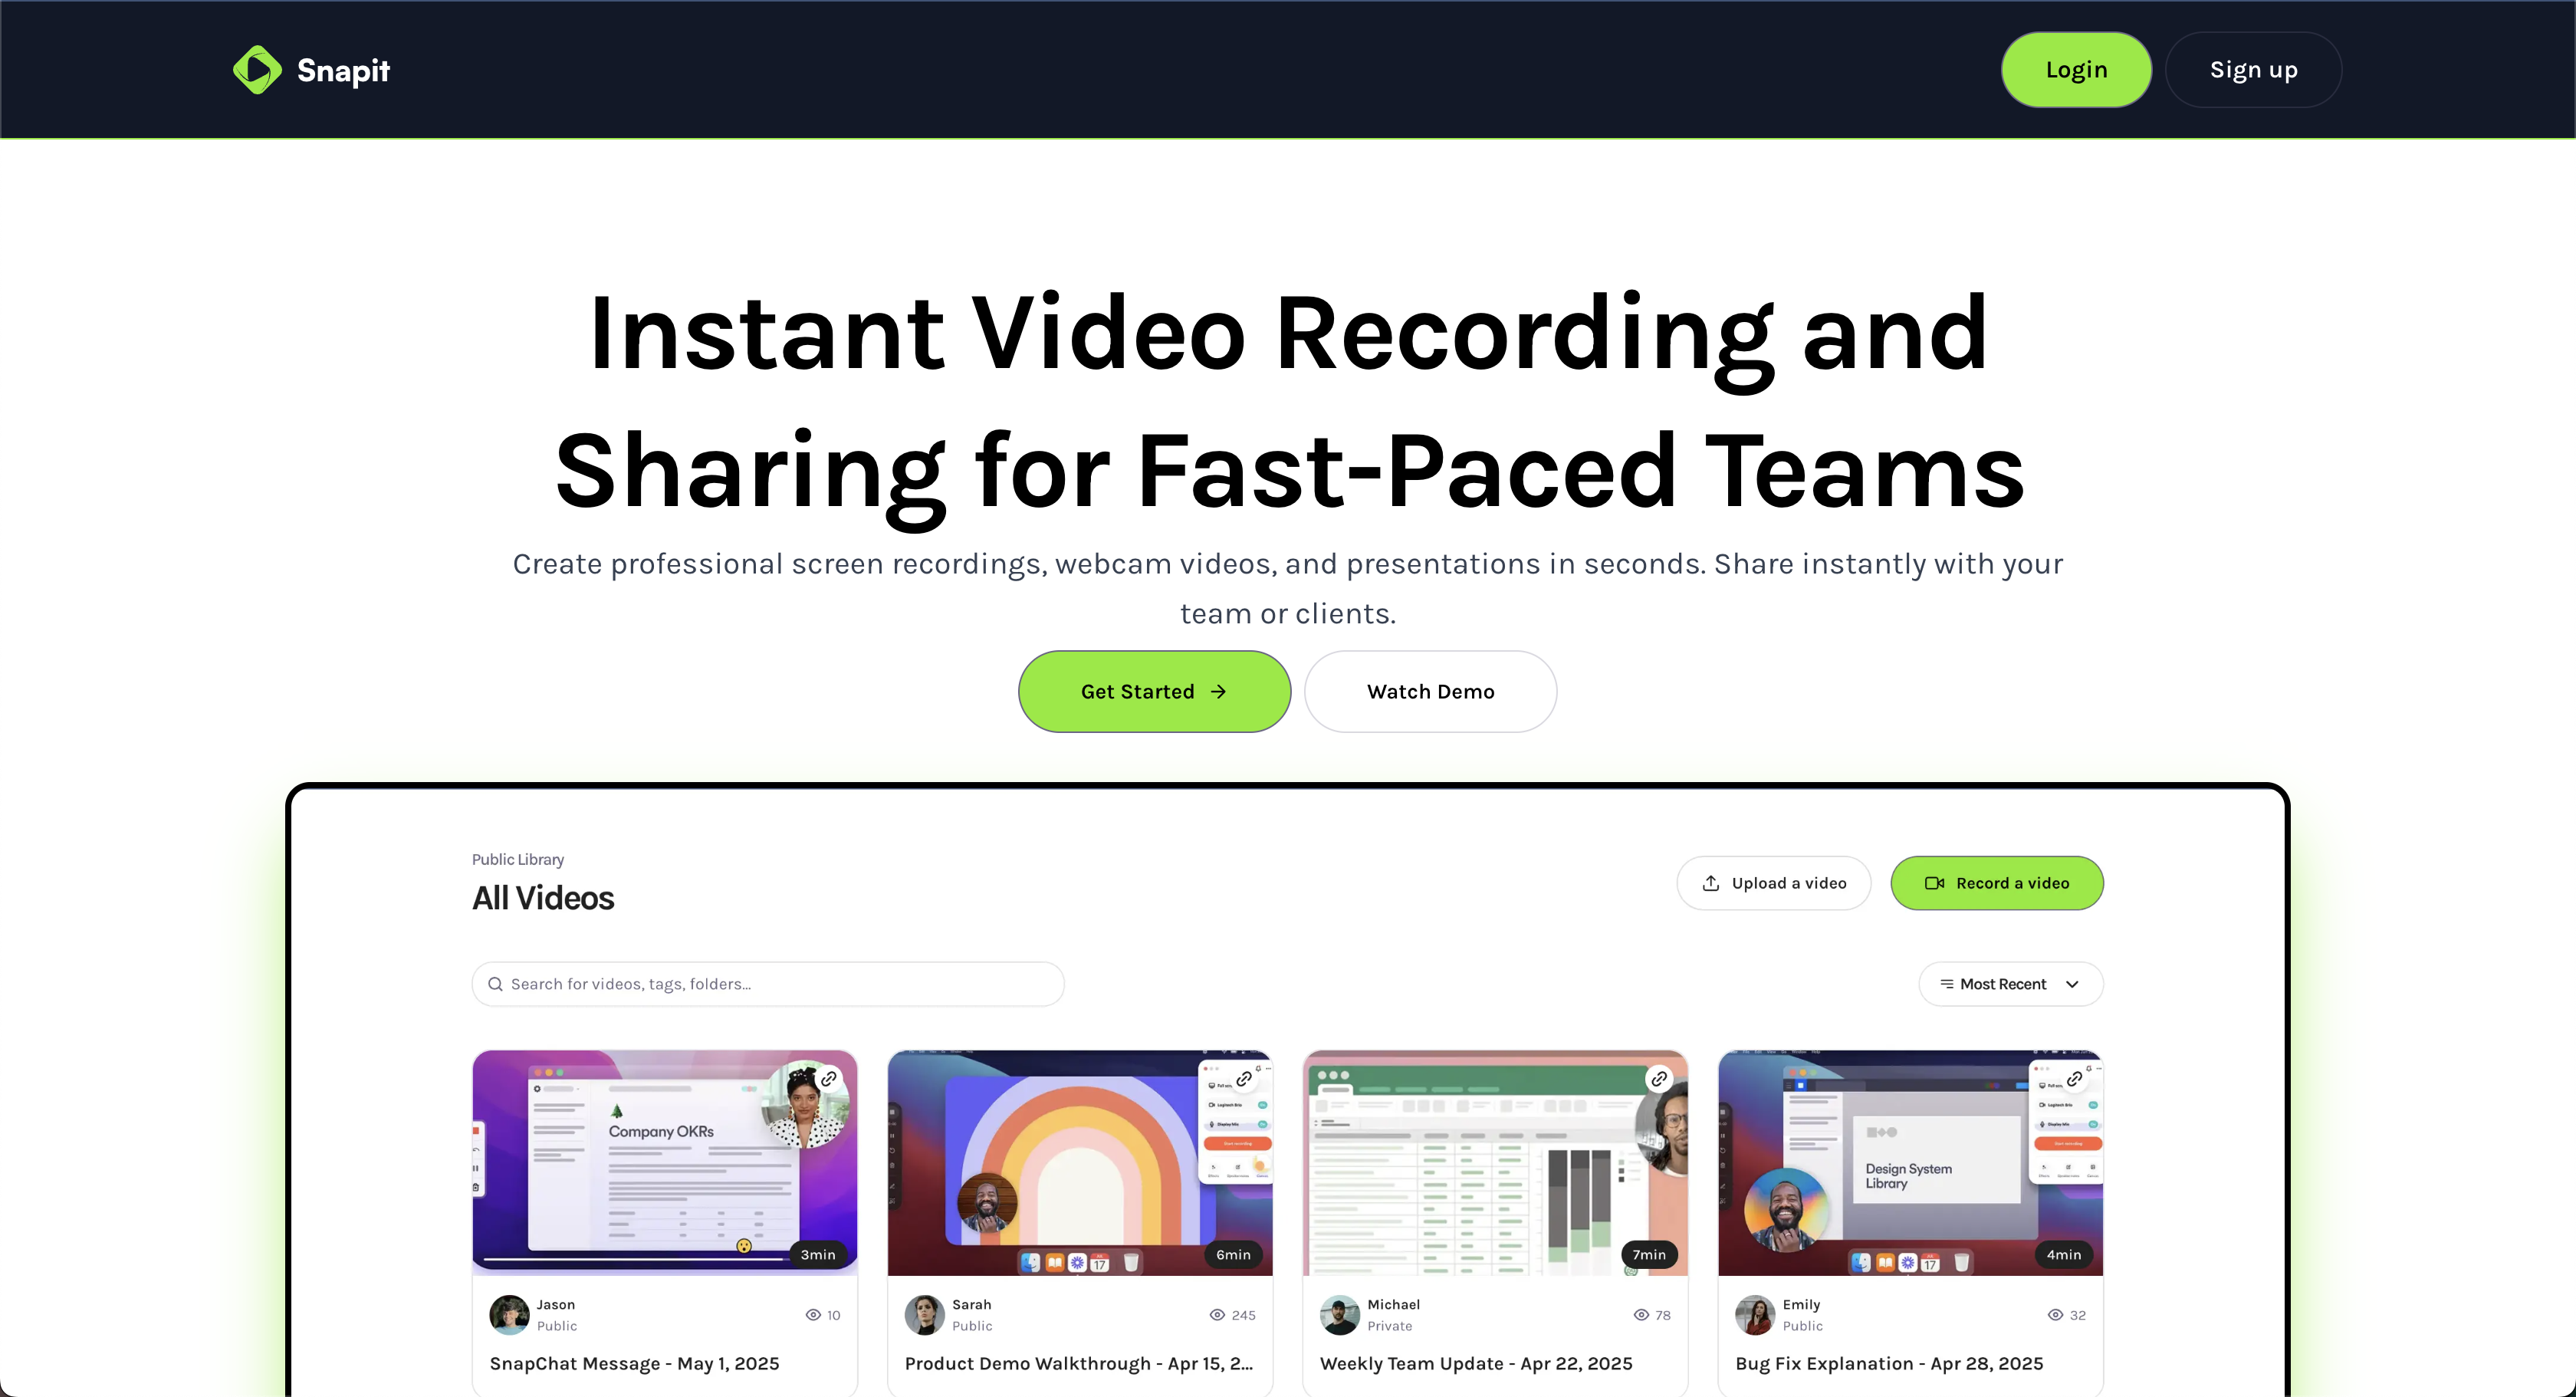 Snapit
Login
Sign up
Instant Video Recording and
Sharing for Fast-Paced Teams
Create professional screen recordings, webcam videos, and presentations in seconds. Share instantly with your
team or clients.
Get Started →
Watch Demo
Public Library
All Videos
Upload a video
Record a video
Search for videos, tags, folders...
Most Recent
Company OKRs
3min
17
6min
7min
Design System
Library
17
4min
Jason
Public
10
SnapChat Message - May 1, 2025
Sarah
Public
245
Product Demo Walkthrough - Apr 15, 2...
Michael
Private
78
Weekly Team Update - Apr 22, 2025
Emily
Public
32
Bug Fix Explanation - Apr 28, 2025